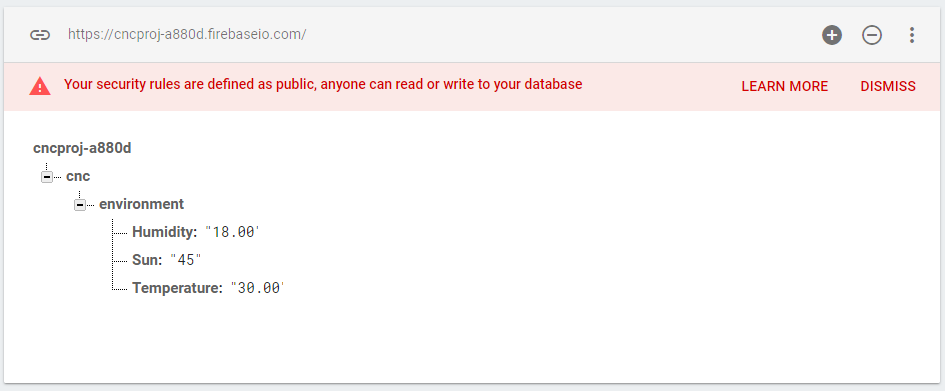 https://cncproj-a880d.firebaseio.com/
Your security rules are defined as public, anyone can read or write to your database LEARN MORE DISMISS
cncproj-a880d
cnc
environment
Humidity: "18.00'
Sun: "45"
Temperature: "30.00'